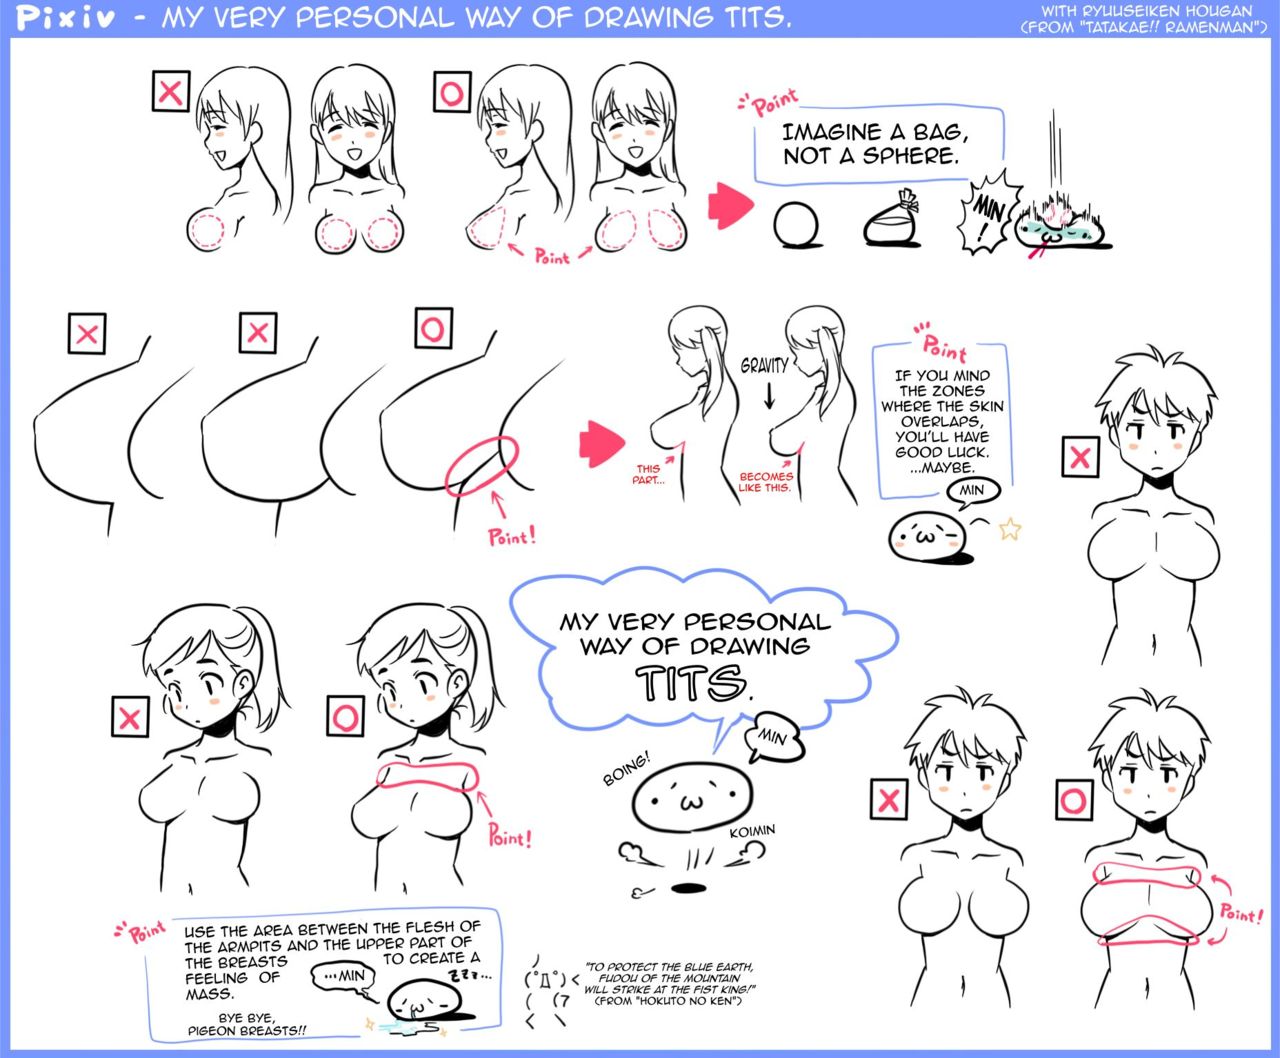 Pixiv - MY VERY PERSONAL WAY OF DRAWING TITS.
WITH RYUUSEIKEN HOUGAN
(FROM "TATAKAE!! RAMENMAN")
X
O
Point
Point
IMAGINE A BAG,
NOT A SPHERE.
MIN
!
X
X
O
Point!
GRAVITY
THIS
PART...
BECOMES
LIKE THIS.
Point
IF YOU MIND
THE ZONES
WHERE THE SKIN
OVERLAPS,
YOU'LL HAVE
GOOD LUCK.
...MAYBE.
MIN
X
X
O
Point!
MY VERY PERSONAL
WAY OF DRAWING
TITS.
MIN
BOING!
KOIMIN
X
O
Point!
Point
USE THE AREA BETWEEN THE FLESH OF
THE ARMPITS AND THE UPPER PART OF
THE BREASTS TO CREATE A
FEELING OF
MASS.
...MIN
ZZZ...
BYE BYE,
PIGEON BREASTS!!
(ﾟДﾟ)<
"TO PROTECT THE BLUE EARTH,
FUDOU OF THE MOUNTAIN
WILL STRIKE AT THE FIST KING!"
(FROM "HOKUTO NO KEN")